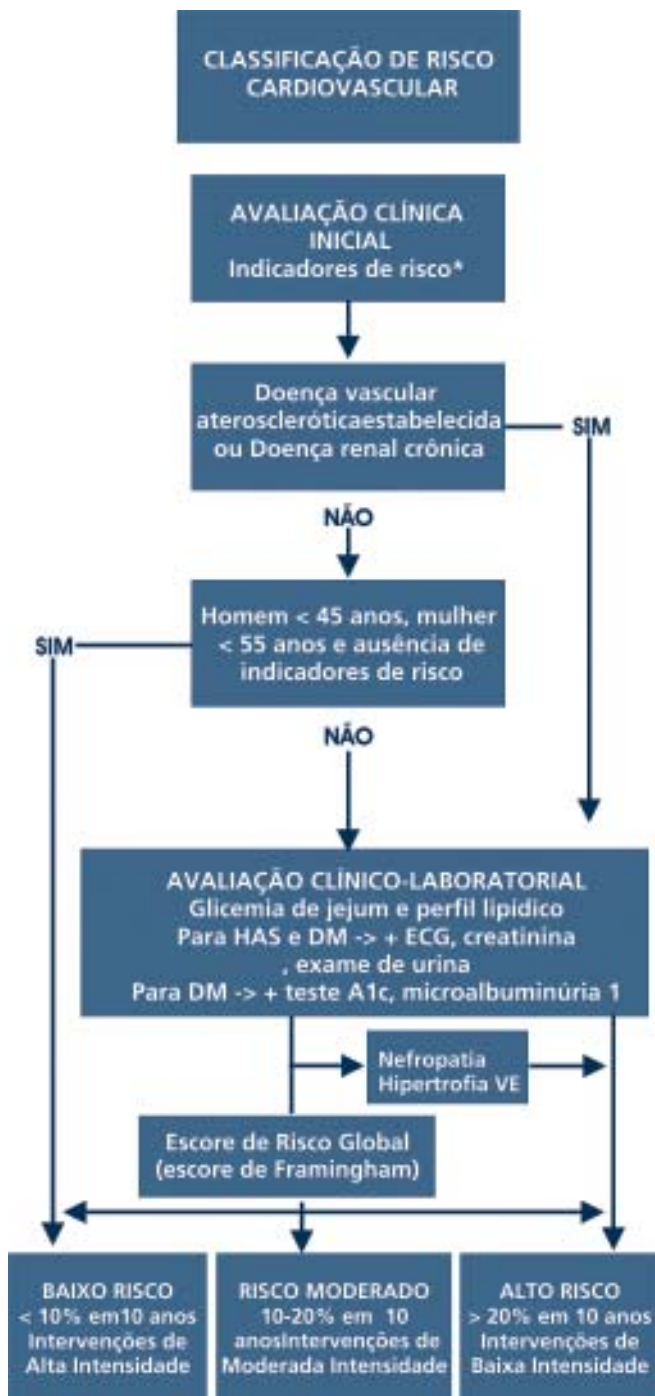 CLASSIFICAÇÃO DE RISCO
CARDIOVASCULAR
AVALIAÇÃO CLÍNICA
INICIAL
Indicadores de risco*
Doença vascular
ateroscleróticaestabelecida
ou Doença renal crônica
SIM
NÃO
Homem < 45 anos, mulher
< 55 anos e ausência de
indicadores de risco
SIM
NÃO
AVALIAÇÃO CLÍNICO-LABORATORIAL
Glicemia de jejum e perfil lipídico
Para HAS e DM -> + ECG, creatinina
, exame de urina
Para DM -> + teste A1c, microalbuminúria 1
Nefropatia
Hipertrofia VE
Escore de Risco Global
(escore de Framingham)
BAIXO RISCO
< 10% em10 anos
Intervenções de
Alta Intensidade
RISCO MODERADO
10-20% em 10
anosIntervenções de
Moderada Intensidade
ALTO RISCO
> 20% em 10 anos
Intervenções de
Baixa Intensidade